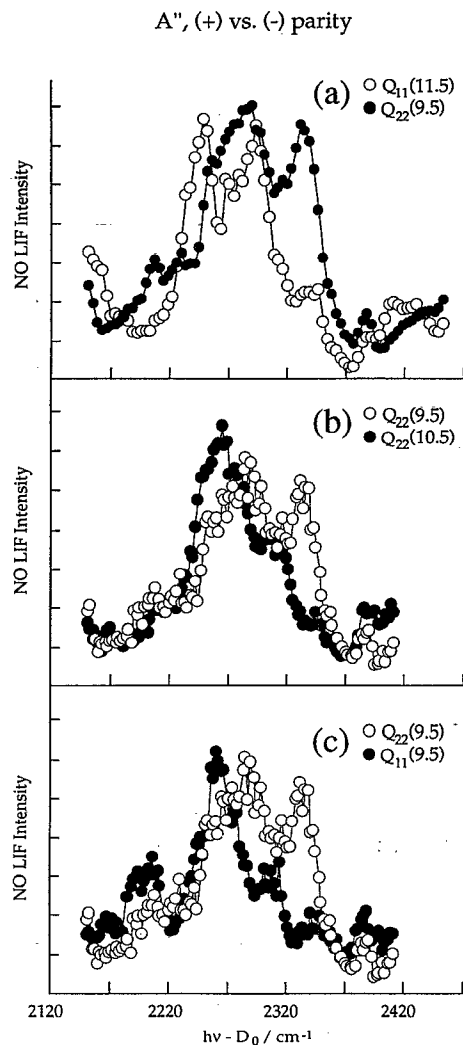 A", (+) vs. (-) parity
(a)
○ Q11(11.5)
● Q22(9.5)
NO LIF Intensity
(b)
○ Q22(9.5)
● Q22(10.5)
NO LIF Intensity
(c)
○ Q22(9.5)
● Q11(9.5)
NO LIF Intensity
2120 2220 2320 2420
hν - D0 / cm-1